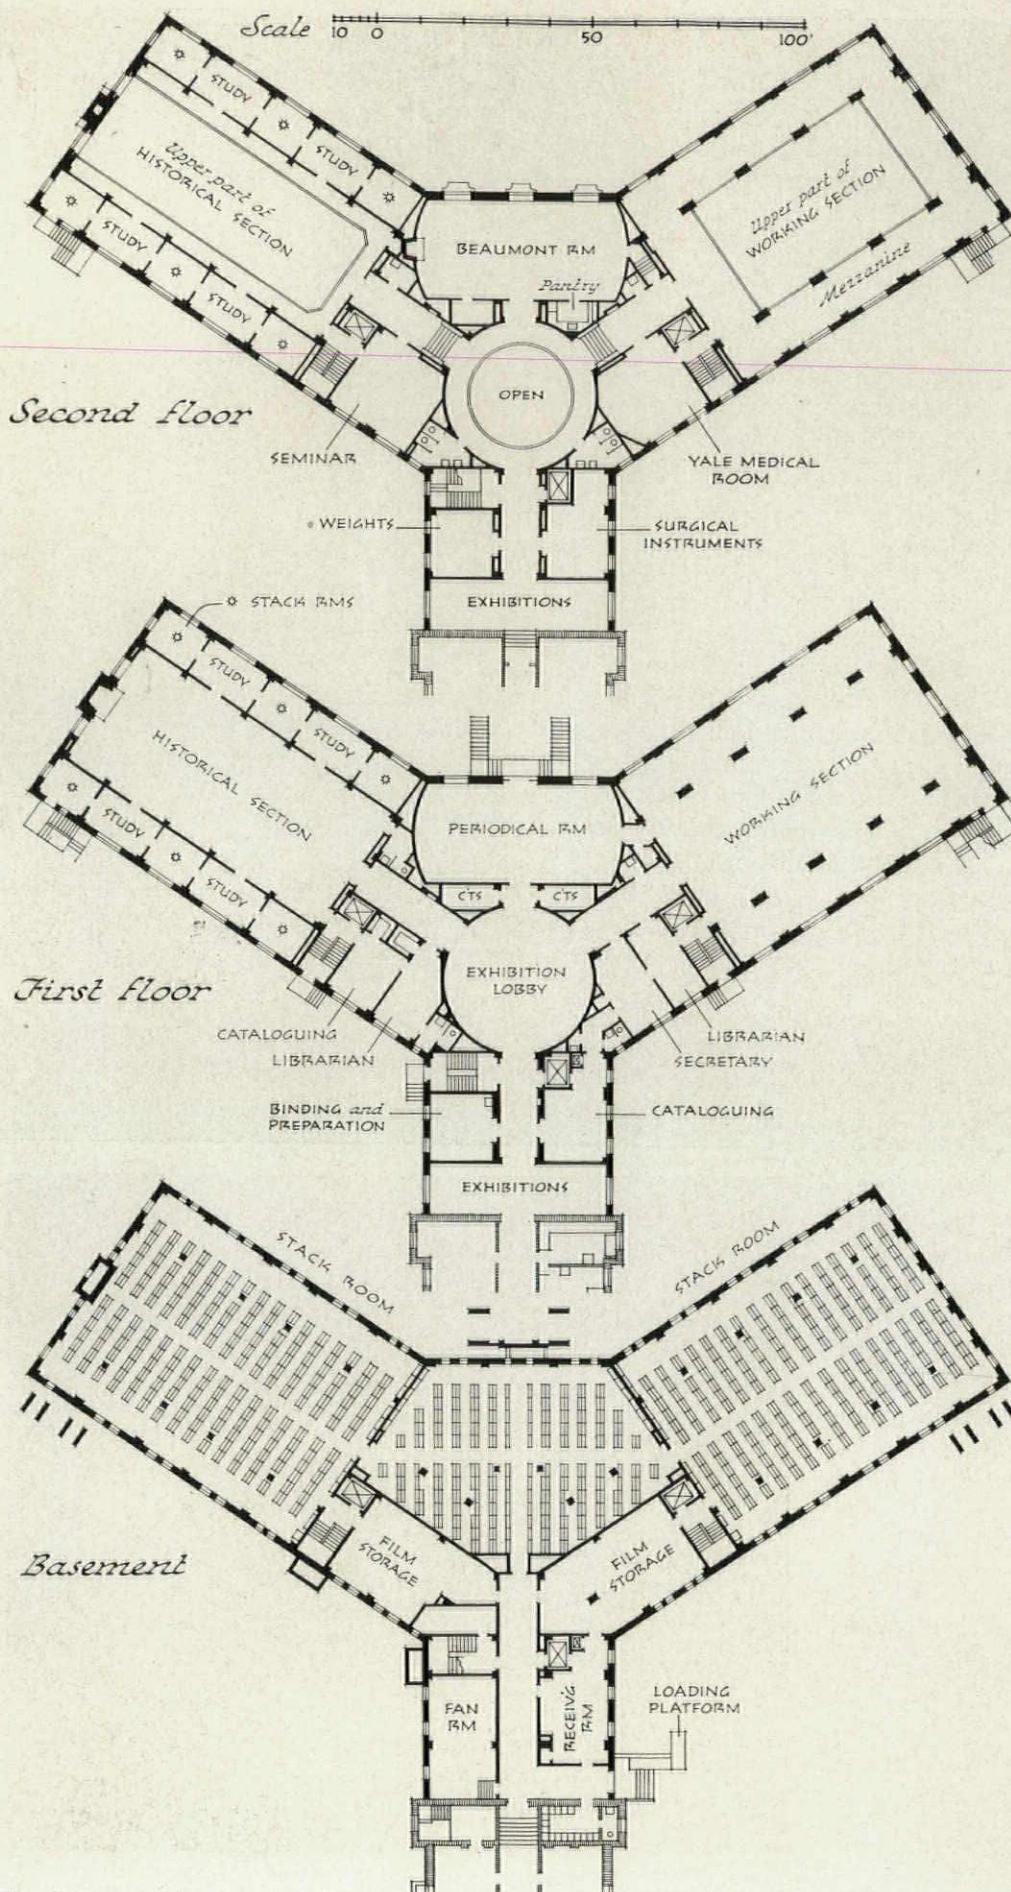 Scale 10 0 50 100'
STUDY
STUDY
Upper part of
HISTORICAL SECTION
STUDY
STUDY
BEAUMONT RM
Pantry
Upper part of
WORKING SECTION
Mezzanine
OPEN
Second floor
SEMINAR
YALE MEDICAL
ROOM
WEIGHTS
SURGICAL
INSTRUMENTS
EXHIBITIONS
☼ STACK RMS
STUDY
STUDY
HISTORICAL SECTION
STUDY
STUDY
PERIODICAL RM
WORKING SECTION
C'TS
C'TS
EXHIBITION
LOBBY
First floor
CATALOGUING
LIBRARIAN
LIBRARIAN
SECRETARY
BINDING and
PREPARATION
CATALOGUING
EXHIBITIONS
STACK ROOM
STACK ROOM
Basement
FILM
STORAGE
FILM
STORAGE
FAN
RM
RECEIV'G
RM
LOADING
PLATFORM